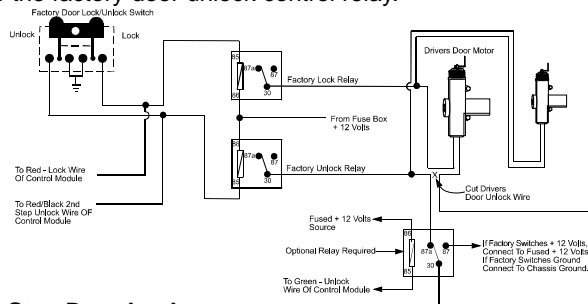 the factory door unlock control relay.
Factory Door Lock/Unlock Switch
Unlock
Lock
85
87a
87
30
86
Factory Lock Relay
Drivers Door Motor
From Fuse Box
+ 12 Volts
86
87a
87
30
85
Factory Unlock Relay
To Red - Lock Wire
Of Control Module
To Red/Black 2nd
Step Unlock Wire OF
Control Module
X
Cut Drivers
Door Unlock Wire
Fused + 12 Volts
Source
Optional Relay Required
To Green - Unlock
Wire Of Control Module
86
87a
87
30
85
If Factory Switches + 12 Volts,
Connect To Fused + 12 Volts
If Factory Switches Ground
Connect To Chassis Ground.